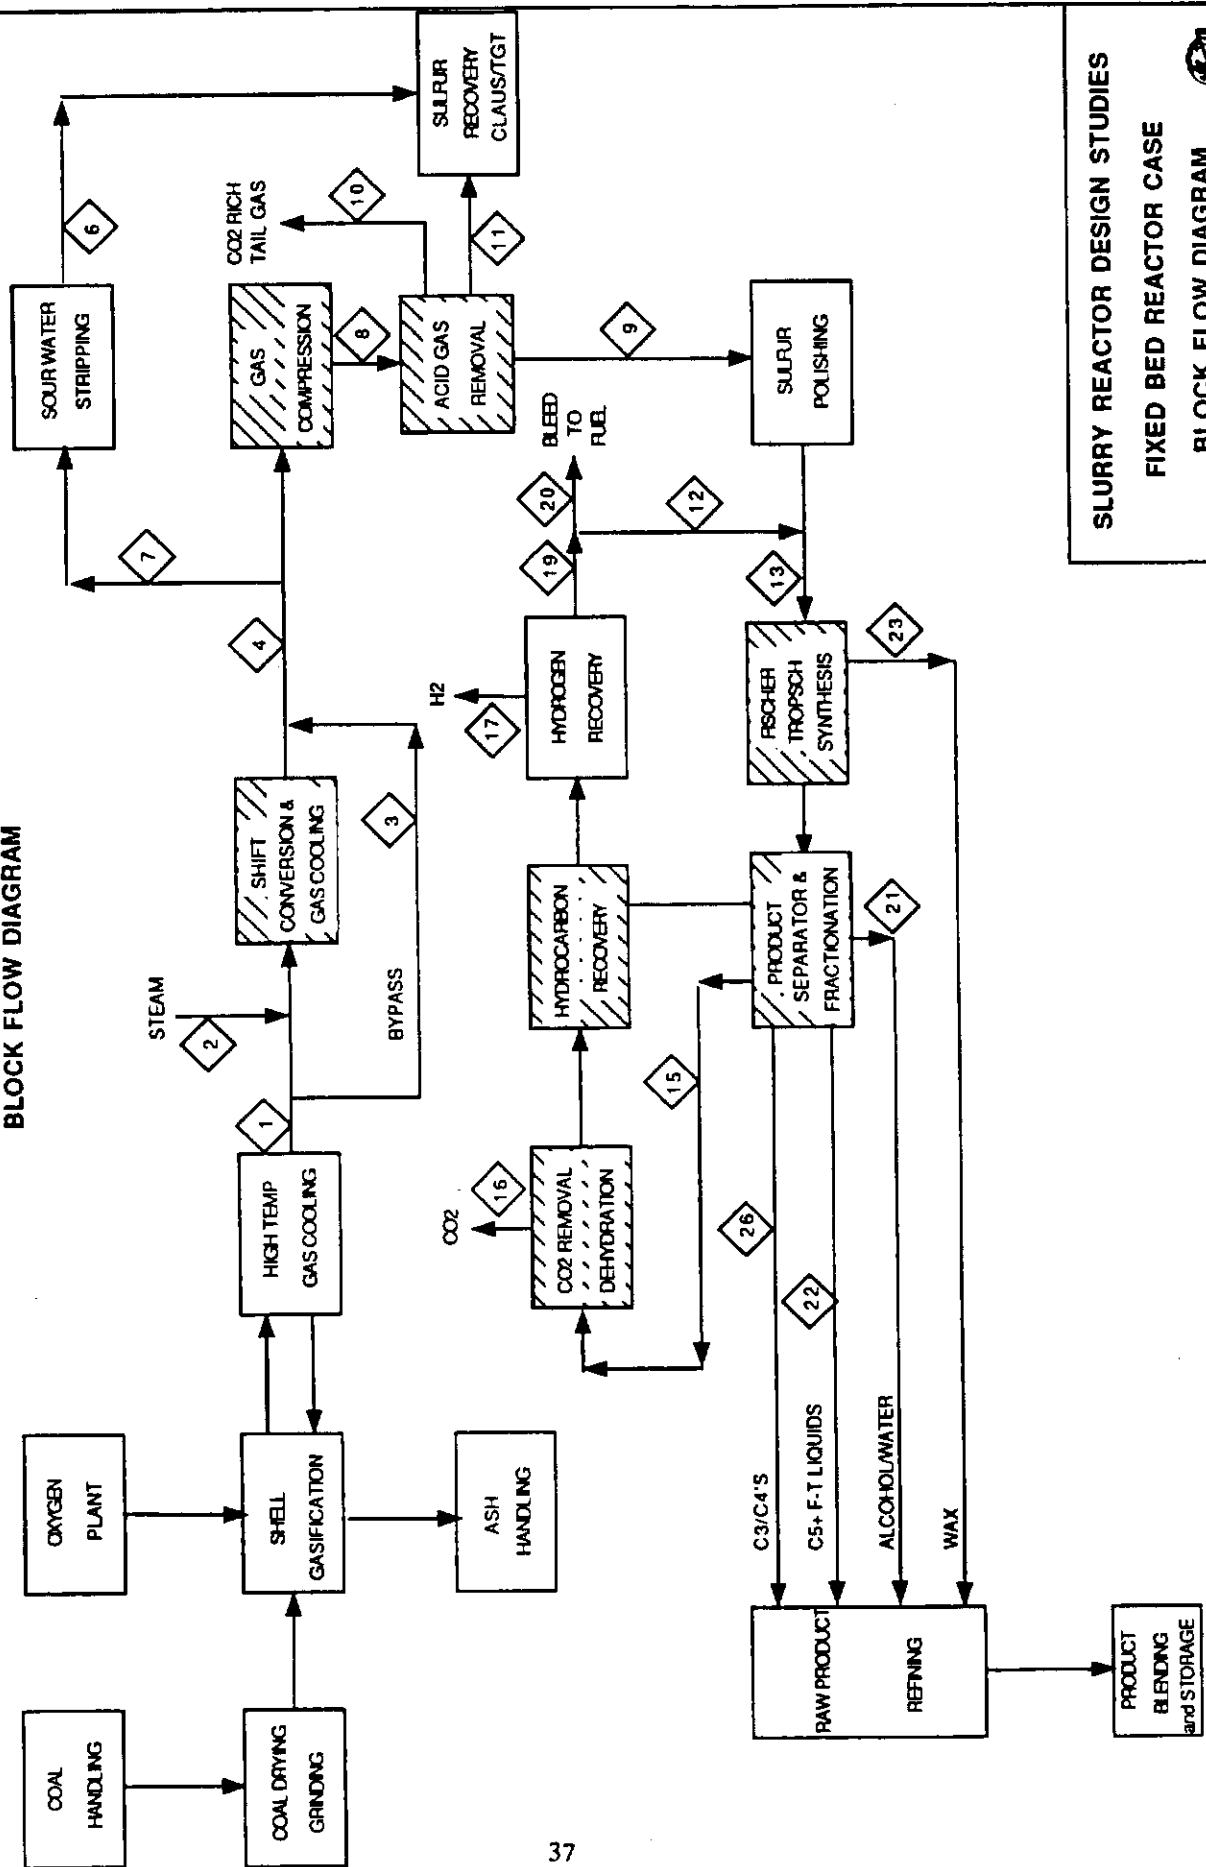 BLOCK FLOW DIAGRAM
COAL
HANDLING
COAL DRYING
GRINDING
OXYGEN
PLANT
SHELL
GASIFICATION
ASH
HANDLING
HIGH TEMP
GAS COOLING
1
STEAM
2
BYPASS
3
SHIFT
CONVERSION &
GAS COOLING
4
7
SOUR WATER
STRIPPING
6
GAS
COMPRESSION
8
CO2 RICH
TAIL GAS
10
ACID GAS
REMOVAL
11
SULFUR
RECOVERY
CLAUS/TGT
9
SULFUR
POLISHING
CO2
16
CO2 REMOVAL
DEHYDRATION
HYDROCARBON
RECOVERY
H2
17
HYDROGEN
RECOVERY
19
20
BLEED
TO
FUEL
12
13
FISCHER
TROPSCH
SYNTHESIS
23
PRODUCT
SEPARATOR &
FRACTIONATION
21
15
26
22
C3/C4'S
C5+ F-T LIQUIDS
ALCOHOL/WATER
WAX
RAW PRODUCT
REFINING
PRODUCT
BLENDING
and STORAGE
SLURRY REACTOR DESIGN STUDIES
FIXED BED REACTOR CASE
BLOCK FLOW DIAGRAM
37